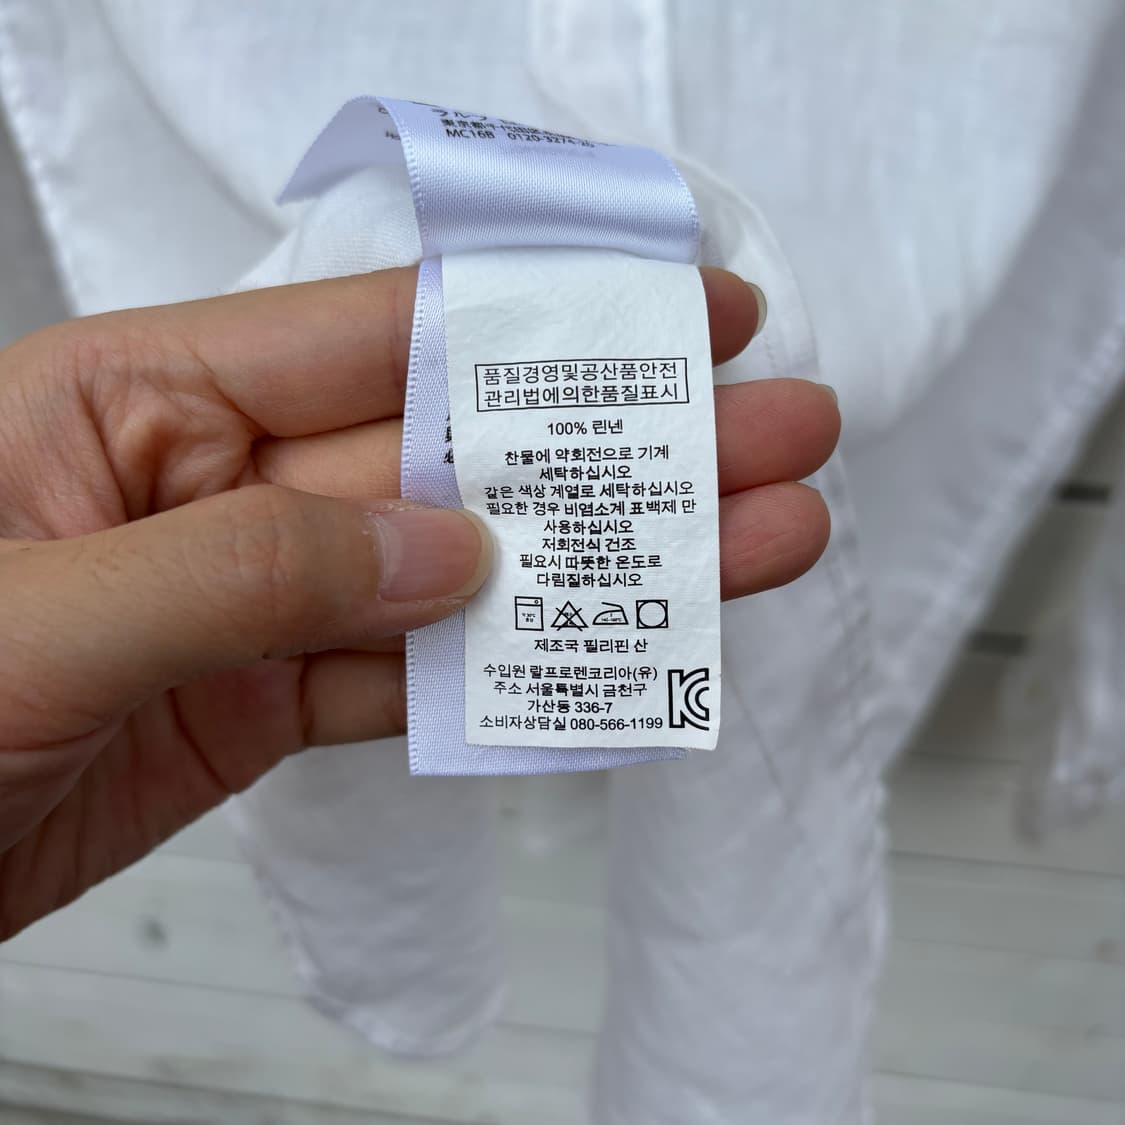 MC16B 0120-3274-20
품질경영및공산품안전
관리법에의한품질표시
100% 린넨
찬물에 약회전으로 기계
세탁하십시오
같은 색상 계열로 세탁하십시오
필요한 경우 비염소계 표백제 만
사용하십시오
저회전식 건조
필요시 따뜻한 온도로
다림질하십시오
제조국 필리핀 산
수입원 랄프로렌코리아(유)
주소 서울특별시 금천구
가산동 336-7
소비자상담실 080-566-1199